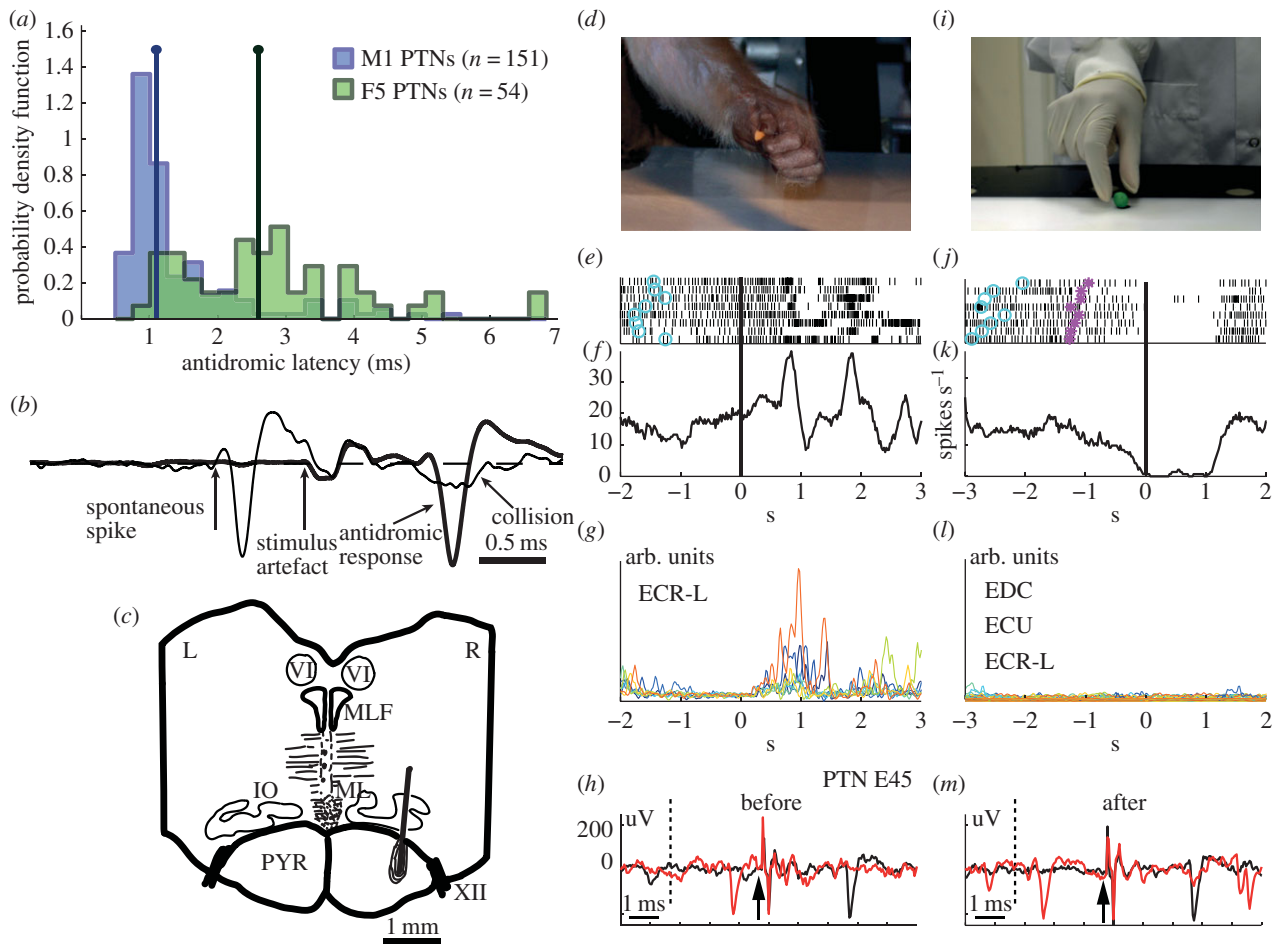 (a)
1.6
1.4
1.2
1
0.8
0.6
0.4
0.2
0
probability density function
M1 PTNs (n = 151)
F5 PTNs (n = 54)
1 2 3 4 5 6 7
antidromic latency (ms)
(b)
spontaneous
spike
stimulus
artefact
antidromic
response
collision
0.5 ms
(c)
L
R
VI VI
MLF
IO
ML
PYR
XII
1 mm
(d)
(e)
(f)
30
20
10
0
−2 −1 0 1 2 3
s
(g)
arb. units
ECR-L
−2 −1 0 1 2 3
s
PTN E45
(h)
before
uV
200
0
1 ms
(i)
(j)
(k)
spikes s−1
−3 −2 −1 0 1 2
s
(l)
arb. units
EDC
ECU
ECR-L
−3 −2 −1 0 1 2
s
(m)
after
uV
1 ms